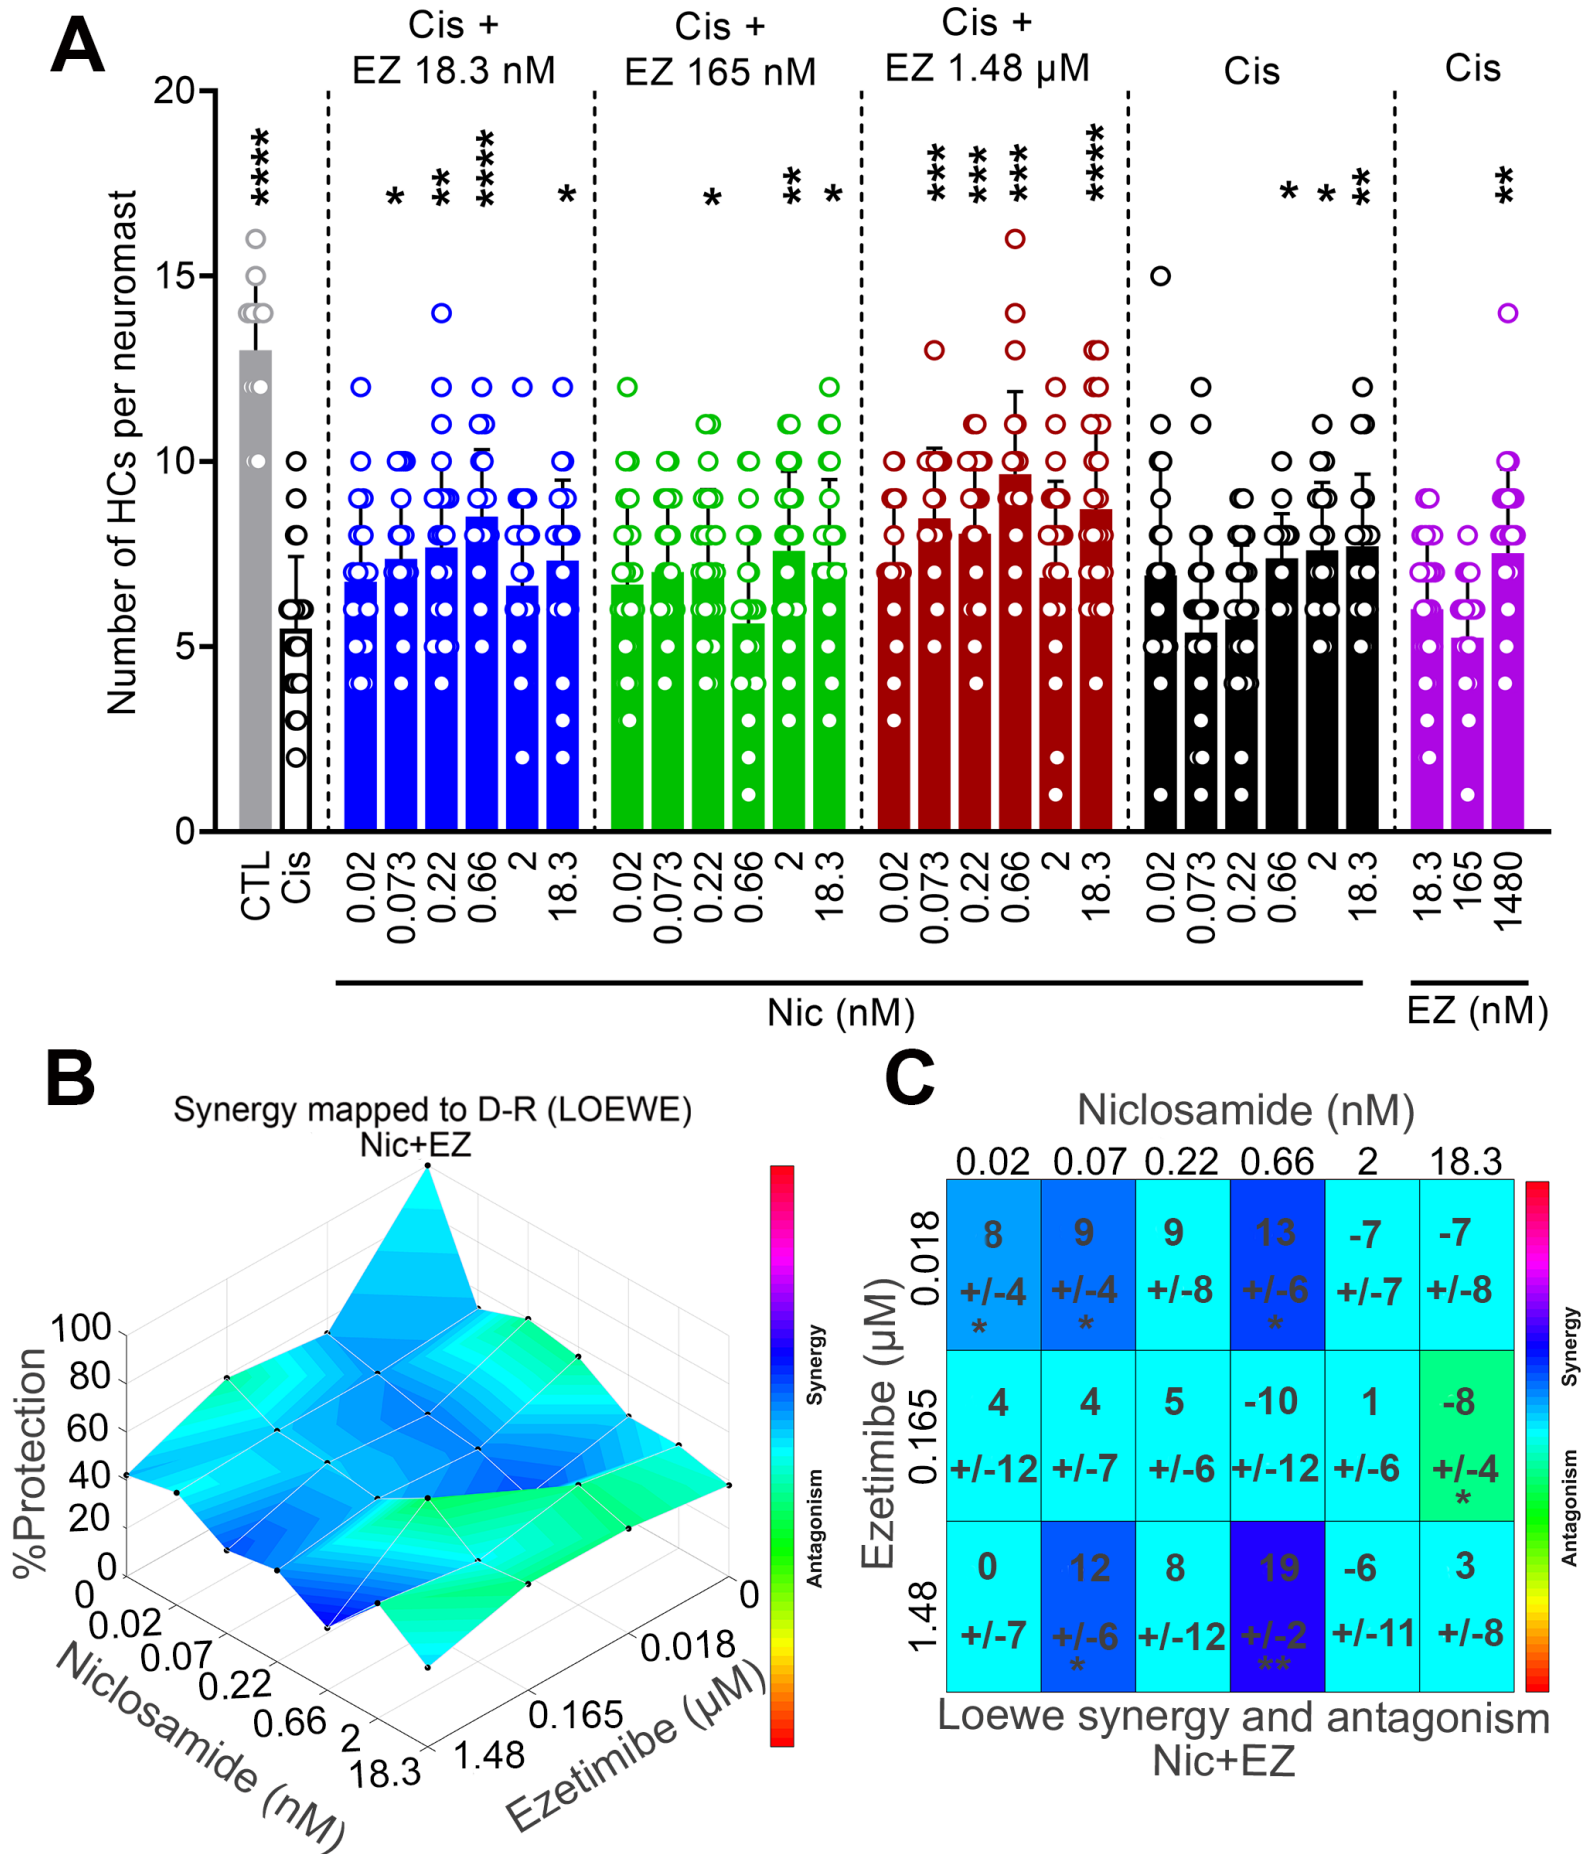 A
Cis +
EZ 18.3 nM
Cis +
EZ 165 nM
Cis +
EZ 1.48 µM
Cis
Cis
Number of HCs per neuromast
20
15
10
5
0
****
*
**
****
*
*
**
*
***
***
***
****
*
*
**
**
CTL
Cis
0.02
0.073
0.222
0.66
2
18.3
0.02
0.073
0.222
0.66
2
18.3
0.02
0.073
0.222
0.66
2
18.3
0.02
0.073
0.222
0.66
2
18.3
18.3
165
1480
Nic (nM)
EZ (nM)
B
Synergy mapped to D-R (LOEWE)
Nic+EZ
%Protection
100
80
60
40
20
0
0
0.02
0.07
0.22
0.66
2
18.3
Niclosamide (nM)
1.48
0.165
0.018
0
Ezetimibe (µM)
Synergy
Antagonism
C
Niclosamide (nM)
0.02 0.07 0.22 0.66 2 18.3
Ezetimibe (µM)
0.018
0.165
1.48
8 9 9 13 -7 -7
+/-4 +/-4 +/-8 +/-6 +/-7 +/-8
* * *
4 4 5 -10 1 -8
+/-12 +/-7 +/-6 +/-12 +/-6 +/-4
*
0 12 8 19 -6 3
+/-7 +/-6 +/-12 +/-2 +/-11 +/-8
* **
Synergy
Antagonism
Loewe synergy and antagonism
Nic+EZ